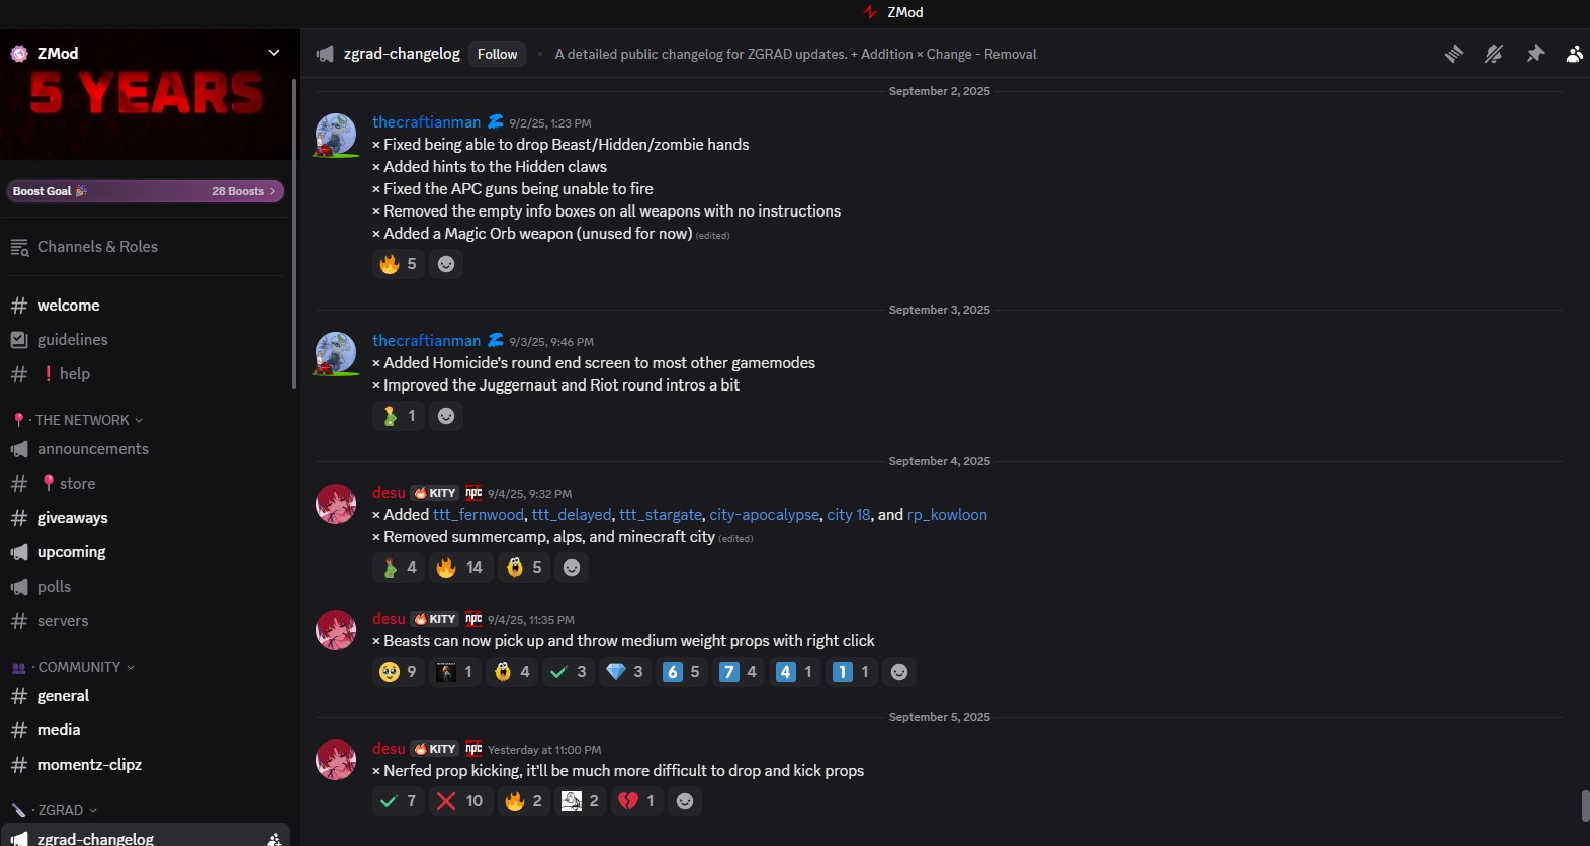 ZMod
ZMod
5 YEARS
Boost Goal 🎉 28 Boosts >
Channels & Roles
welcome
guidelines
❗ help
📍 · THE NETWORK
announcements
📍 store
giveaways
upcoming
polls
servers
👥 · COMMUNITY
general
media
momentz-clipz
🔪 · ZGRAD
zgrad-changelog
zgrad-changelog Follow · A detailed public changelog for ZGRAD updates. + Addition × Change - Removal
September 2, 2025
thecraftianman 9/2/25, 1:23 PM
× Fixed being able to drop Beast/Hidden/zombie hands
× Added hints to the Hidden claws
× Fixed the APC guns being unable to fire
× Removed the empty info boxes on all weapons with no instructions
× Added a Magic Orb weapon (unused for now) (edited)
🔥 5
September 3, 2025
thecraftianman 9/3/25, 9:46 PM
× Added Homicide's round end screen to most other gamemodes
× Improved the Juggernaut and Riot round intros a bit
1
September 4, 2025
desu KITY npc 9/4/25, 9:32 PM
× Added ttt_fernwood, ttt_delayed, ttt_stargate, city-apocalypse, city 18, and rp_kowloon
× Removed summercamp, alps, and minecraft city (edited)
4 🔥 14 5
desu KITY npc 9/4/25, 11:35 PM
× Beasts can now pick up and throw medium weight props with right click
🥹 9 1 4 3 💎 3 6 5 7 4 4 1 1 1
September 5, 2025
desu KITY npc Yesterday at 11:00 PM
× Nerfed prop kicking, it'll be much more difficult to drop and kick props
7 ❌ 10 🔥 2 2 💔 1